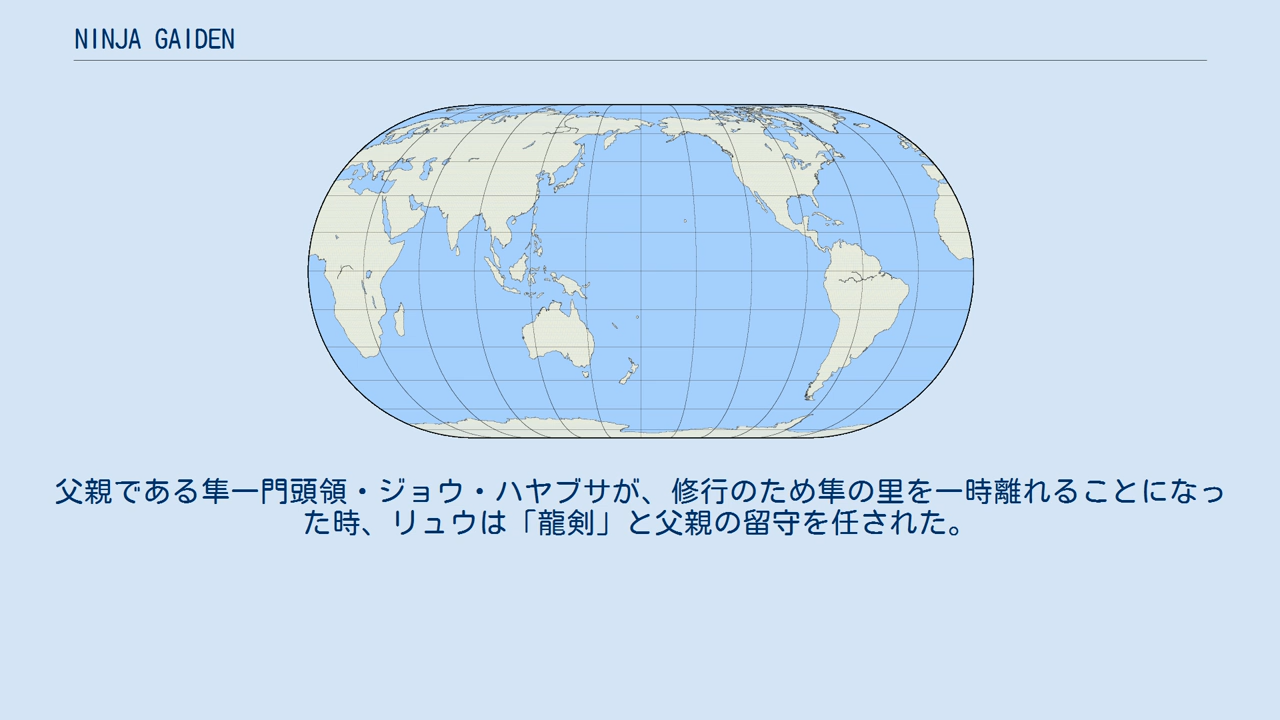 NINJA GAIDEN
父親である隼一門頭領・ジョウ・ハヤブサが、修行のため隼の里を一時離れることになっ
た時、リュウは「龍剣」と父親の留守を任された。